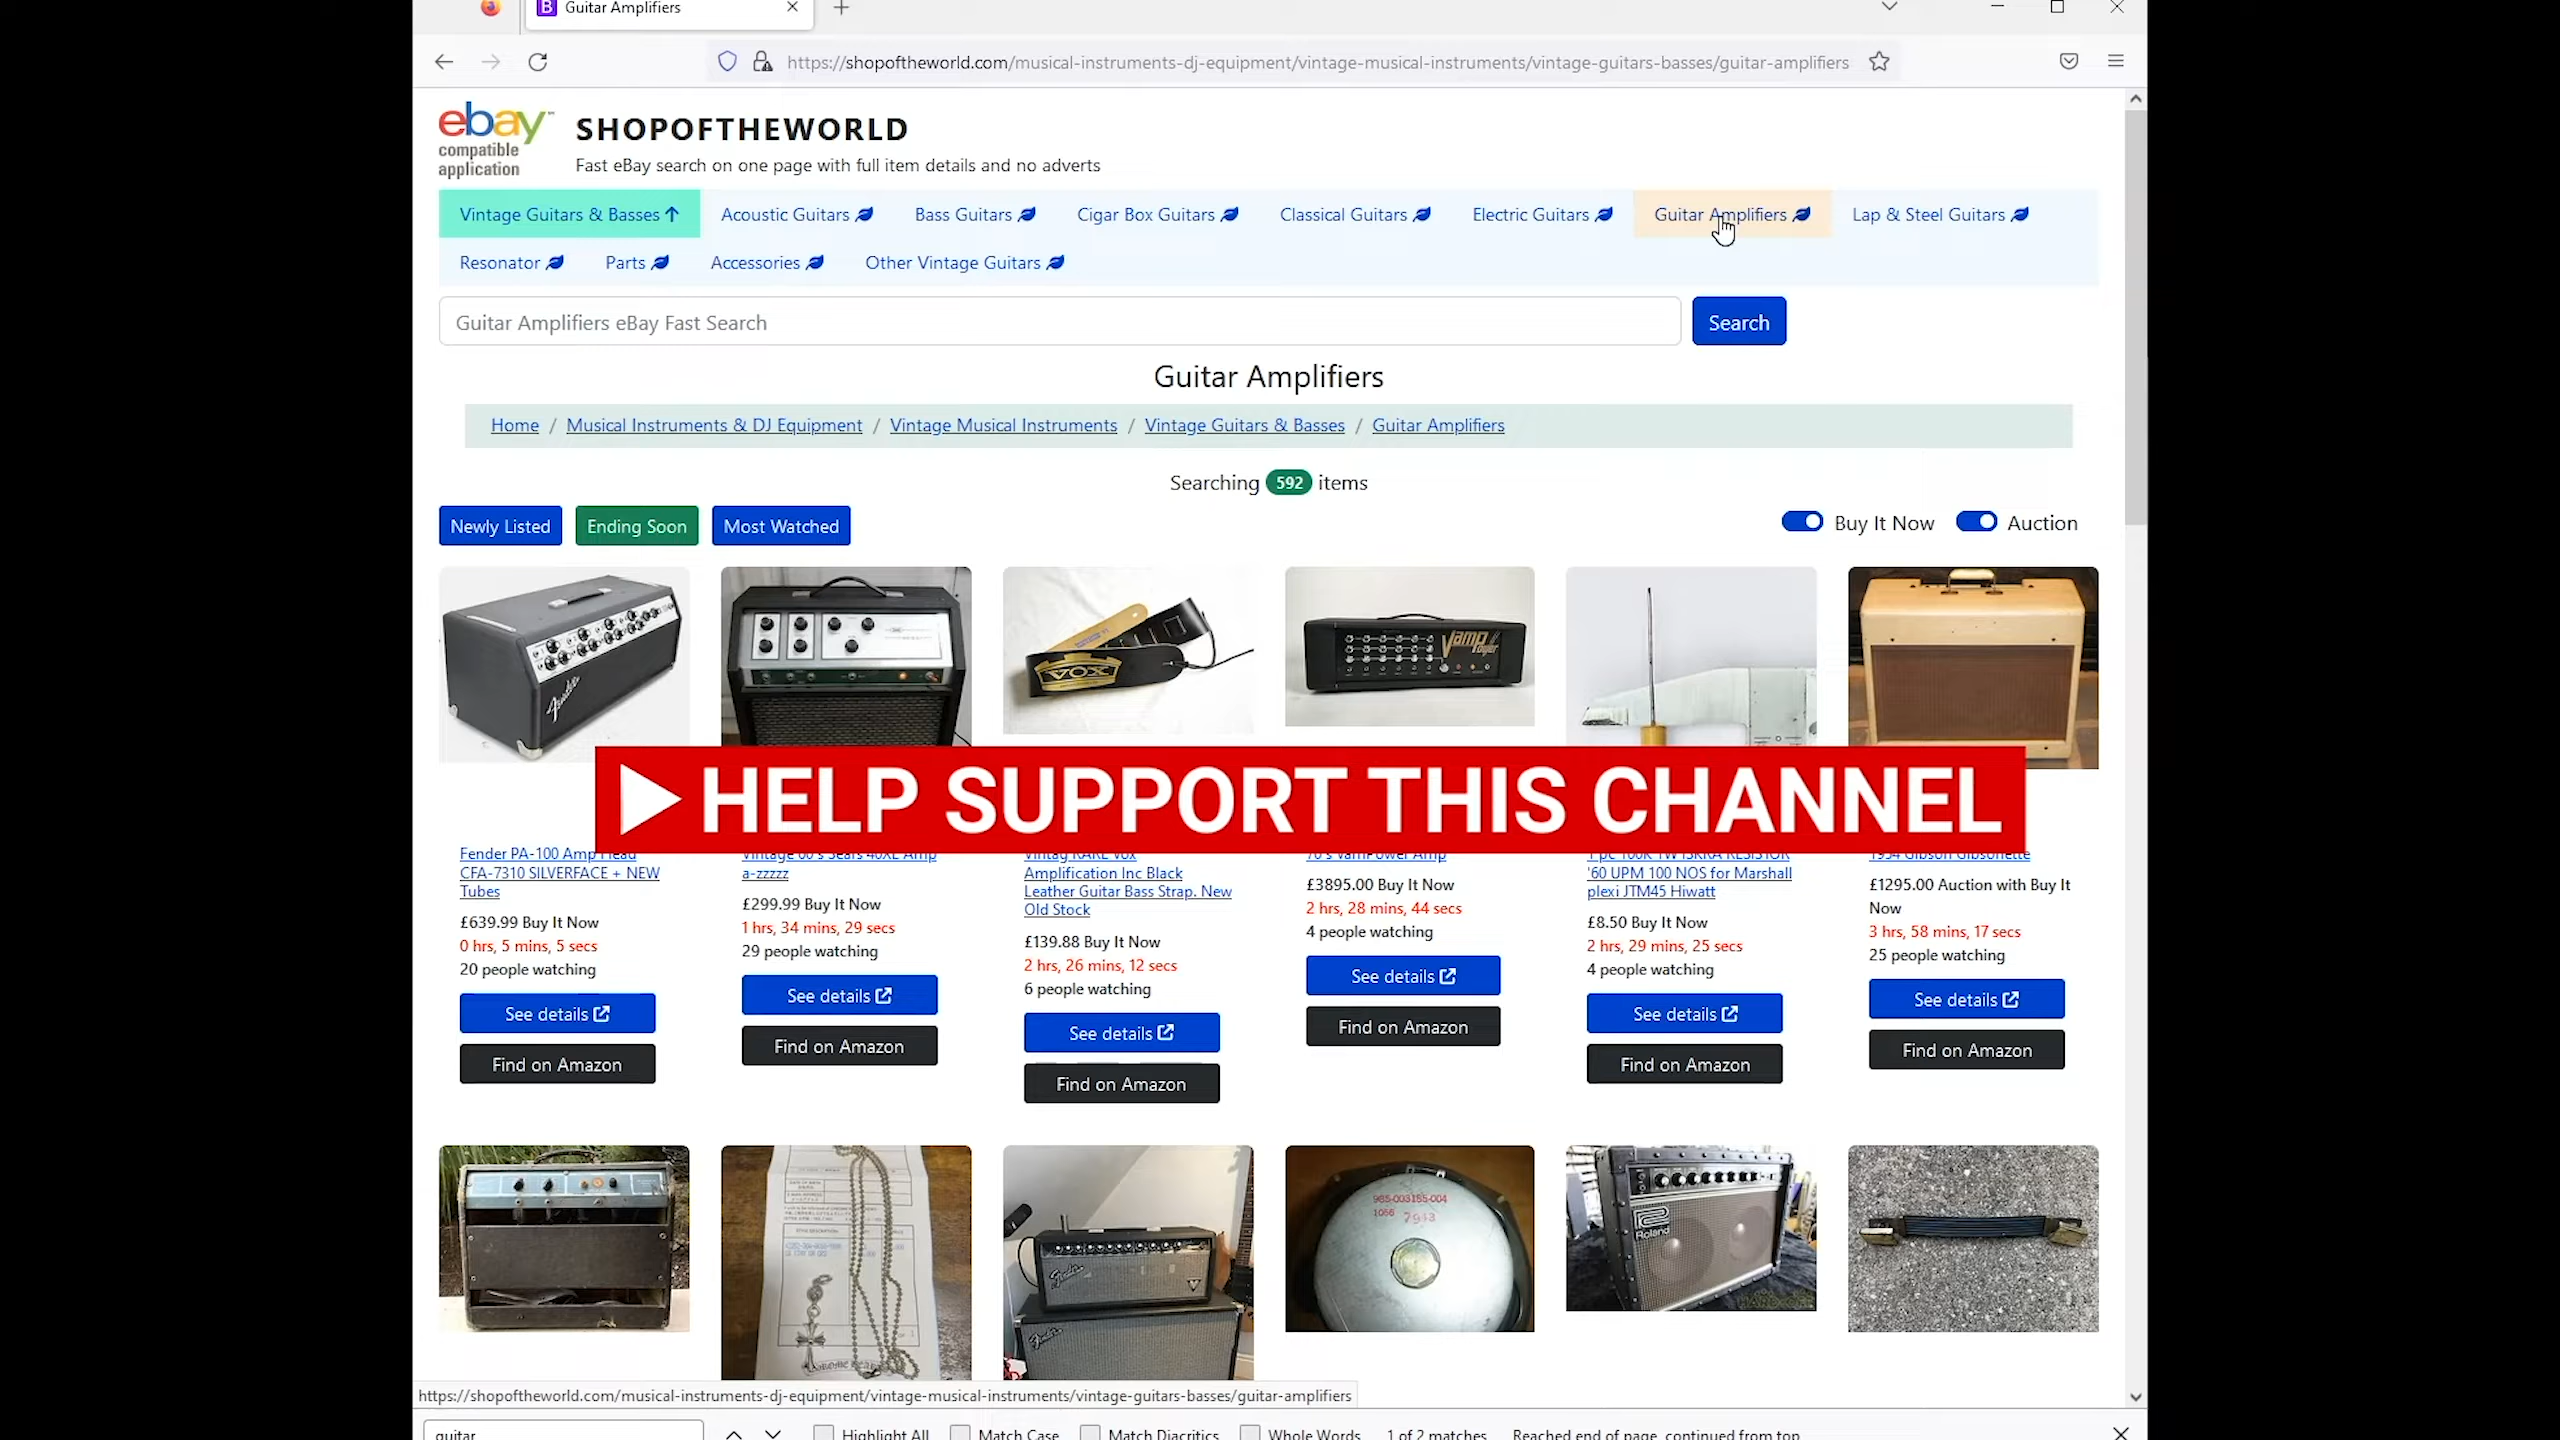 Guitar Amplifiers
https://shopoftheworld.com/musical-instruments-dj-equipment/vintage-musical-instruments/vintage-guitars-basses/guitar-amplifiers
ebay™
compatible
application
SHOPOFTHEWORLD
Fast eBay search on one page with full item details and no adverts
Vintage Guitars & Basses Acoustic Guitars Bass Guitars Cigar Box Guitars Classical Guitars Electric Guitars Guitar Amplifiers Lap & Steel Guitars
Resonator Parts Accessories Other Vintage Guitars
Guitar Amplifiers eBay Fast Search Search
Guitar Amplifiers
Home / Musical Instruments & DJ Equipment / Vintage Musical Instruments / Vintage Guitars & Basses / Guitar Amplifiers
Searching 592 items
Newly Listed Ending Soon Most Watched Buy It Now Auction
Fender
VOX
Vamp
Power
HELP SUPPORT THIS CHANNEL
Fender PA-100 Amp Head
CFA-7310 SILVERFACE + NEW
Tubes
£639.99 Buy It Now
0 hrs, 5 mins, 5 secs
20 people watching
See details
Find on Amazon
Vintage 60's Sears 40XL Amp
a-zzzzz
£299.99 Buy It Now
1 hrs, 34 mins, 29 secs
29 people watching
See details
Find on Amazon
Vintag RARE Vox
Amplification Inc Black
Leather Guitar Bass Strap. New
Old Stock
£139.88 Buy It Now
2 hrs, 26 mins, 12 secs
6 people watching
See details
Find on Amazon
70's VamPower Amp
£3895.00 Buy It Now
2 hrs, 28 mins, 44 secs
4 people watching
See details
Find on Amazon
1 pc 100K 1W ISKRA RESISTOR
'60 UPM 100 NOS for Marshall
plexi JTM45 Hiwatt
£8.50 Buy It Now
2 hrs, 29 mins, 25 secs
4 people watching
See details
Find on Amazon
1954 Gibson Gibsonette
£1295.00 Auction with Buy It
Now
3 hrs, 58 mins, 17 secs
25 people watching
See details
Find on Amazon
Fender
Fender
985-003155-004
1056 7943
Roland
https://shopoftheworld.com/musical-instruments-dj-equipment/vintage-musical-instruments/vintage-guitars-basses/guitar-amplifiers
guitar Highlight All Match Case Match Diacritics Whole Words 1 of 2 matches Reached end of page, continued from top